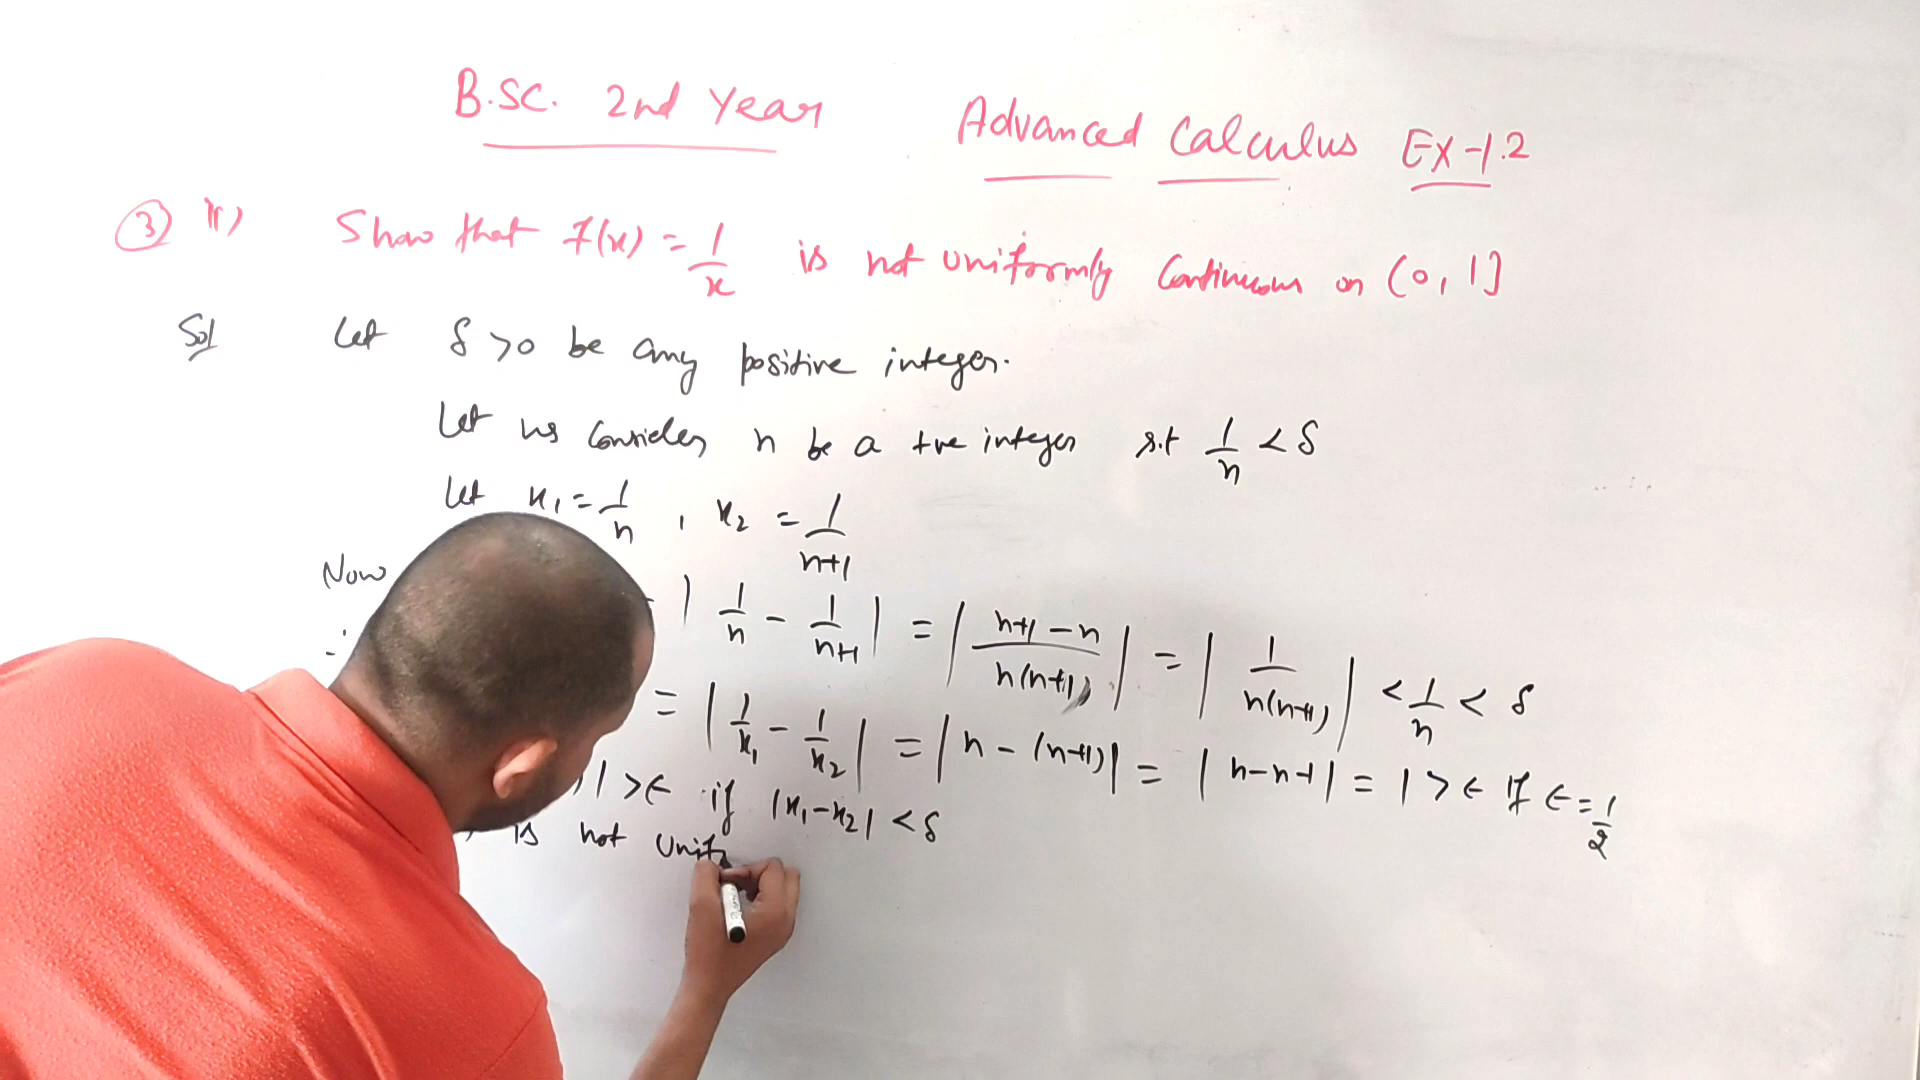 B.SC. 2nd Year Advanced Calculus EX-1.2
③ ii) Show that f(x) = 1/x is not uniformly Continuous on (0, 1]
Sol Let δ >0 be any positive integer.
Let us Consider n be a +ve integer s.t 1/n < δ
Let x₁ = 1/n , x₂ = 1/n+1
Now | 1/n - 1/n+1 | = | n+1-n / n(n+1) | = | 1 / n(n+1) | < 1/n < δ
= | 1/x₁ - 1/x₂ | = | n - (n+1) | = | n-n-1 | = 1 > ϵ if ϵ = 1/2
| > ϵ if |x₁-x₂| < δ
is not Unif